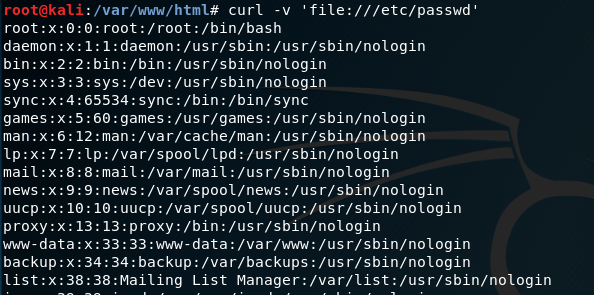 root@kali:/var/www/html# curl -v 'file:///etc/passwd'
root:x:0:0:root:/root:/bin/bash
daemon:x:1:1:daemon:/usr/sbin:/usr/sbin/nologin
bin:x:2:2:bin:/bin:/usr/sbin/nologin
sys:x:3:3:sys:/dev:/usr/sbin/nologin
sync:x:4:65534:sync:/bin:/bin/sync
games:x:5:60:games:/usr/games:/usr/sbin/nologin
man:x:6:12:man:/var/cache/man:/usr/sbin/nologin
lp:x:7:7:lp:/var/spool/lpd:/usr/sbin/nologin
mail:x:8:8:mail:/var/mail:/usr/sbin/nologin
news:x:9:9:news:/var/spool/news:/usr/sbin/nologin
uucp:x:10:10:uucp:/var/spool/uucp:/usr/sbin/nologin
proxy:x:13:13:proxy:/bin:/usr/sbin/nologin
www-data:x:33:33:www-data:/var/www:/usr/sbin/nologin
backup:x:34:34:backup:/var/backups:/usr/sbin/nologin
list:x:38:38:Mailing List Manager:/var/list:/usr/sbin/nologin